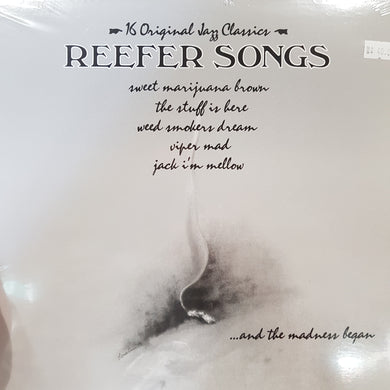 16 Original Jazz Classics
REEFER SONGS
sweet marijuana brown
the stuff is here
weed smokers dream
viper mad
jack i'm mellow
...and the madness began